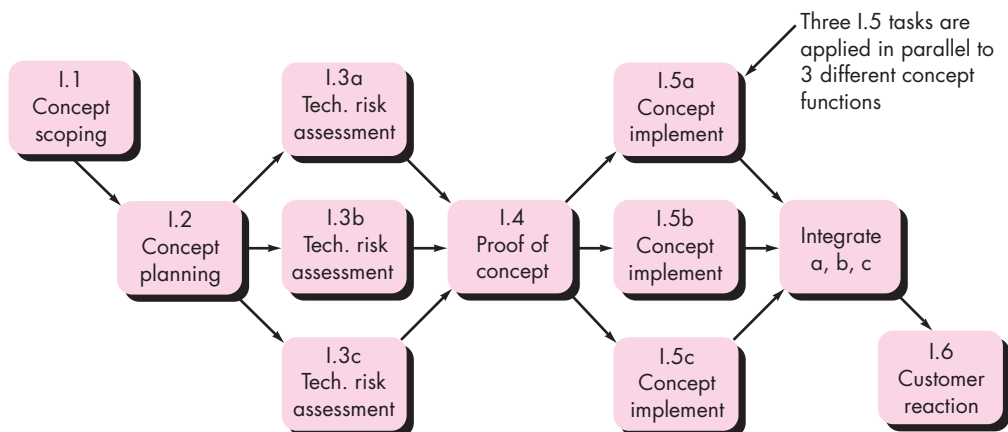 I.1
Concept
scoping
I.2
Concept
planning
I.3a
Tech. risk
assessment
I.3b
Tech. risk
assessment
I.3c
Tech. risk
assessment
I.4
Proof of
concept
I.5a
Concept
implement
I.5b
Concept
implement
I.5c
Concept
implement
Three I.5 tasks are
applied in parallel to
3 different concept
functions
Integrate
a, b, c
I.6
Customer
reaction